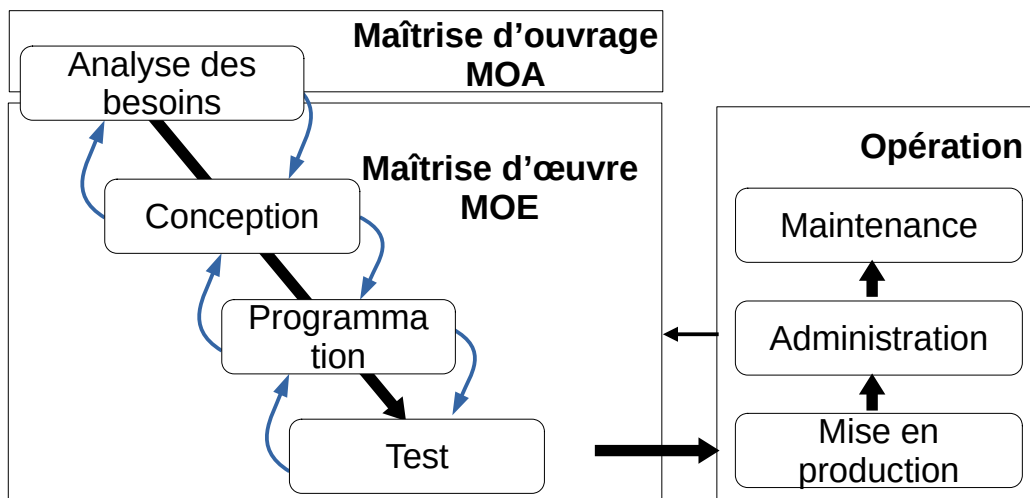 Maîtrise d’ouvrage
MOA
Analyse des
besoins
Maîtrise d’œuvre
MOE
Conception
Programma
tion
Test
Opération
Maintenance
Administration
Mise en
production